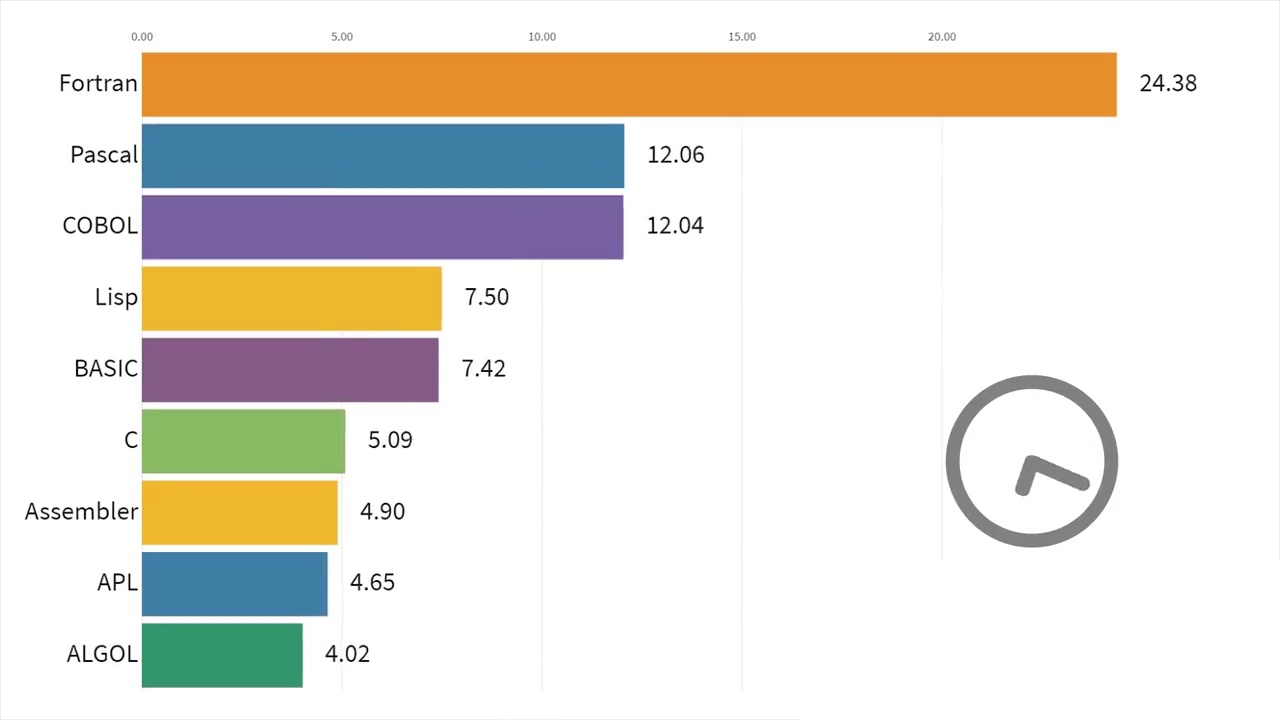 0.00 5.00 10.00 15.00 20.00
Fortran 24.38
Pascal 12.06
COBOL 12.04
Lisp 7.50
BASIC 7.42
C 5.09
Assembler 4.90
APL 4.65
ALGOL 4.02